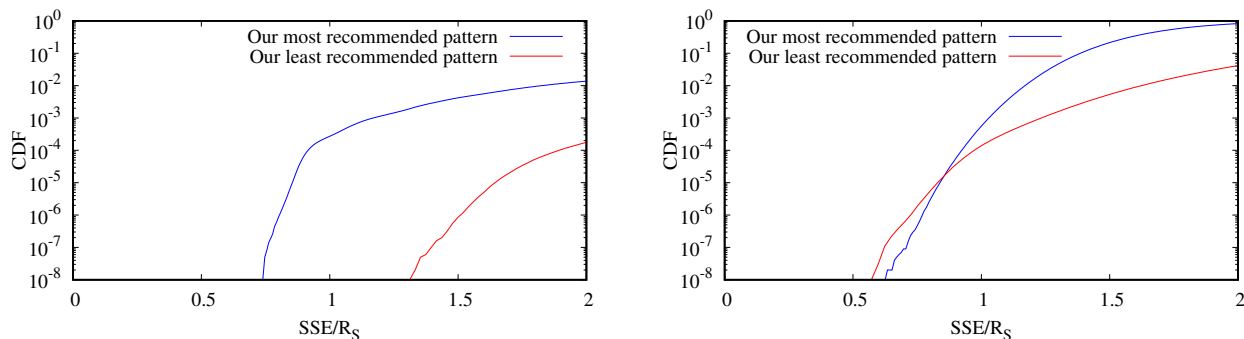 10^0
10^-1
10^-2
10^-3
10^-4
10^-5
10^-6
10^-7
10^-8
CDF
0 0.5 1 1.5 2
SSE/R_S
Our most recommended pattern
Our least recommended pattern
10^0
10^-1
10^-2
10^-3
10^-4
10^-5
10^-6
10^-7
10^-8
CDF
0 0.5 1 1.5 2
SSE/R_S
Our most recommended pattern
Our least recommended pattern